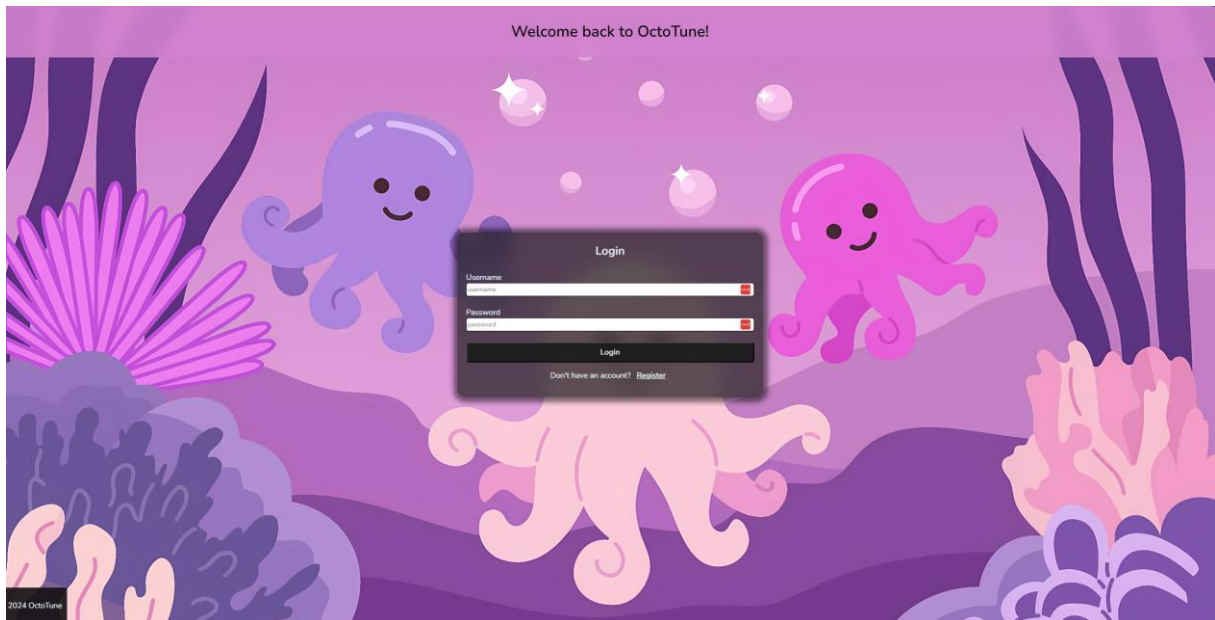 Welcome back to OctoTune!
Login
Username
username
Password
password
Login
Don't have an account? Register
2024 OctoTune